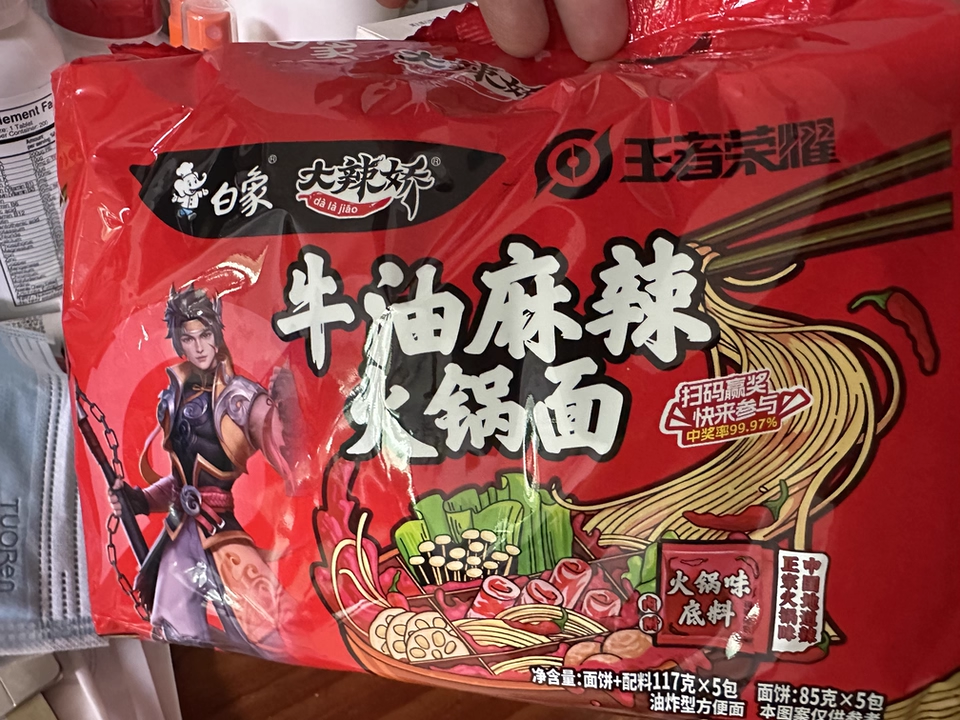 白象®
大辣娇®
dà là jiāo
王者荣耀
牛油麻辣
火锅面
扫码赢奖
快来参与
中奖率99.97%
火锅味
底料
净含量:面饼+配料117克×5包 面饼:85克×5包
油炸型方便面
本图案仅供参考
TUORen